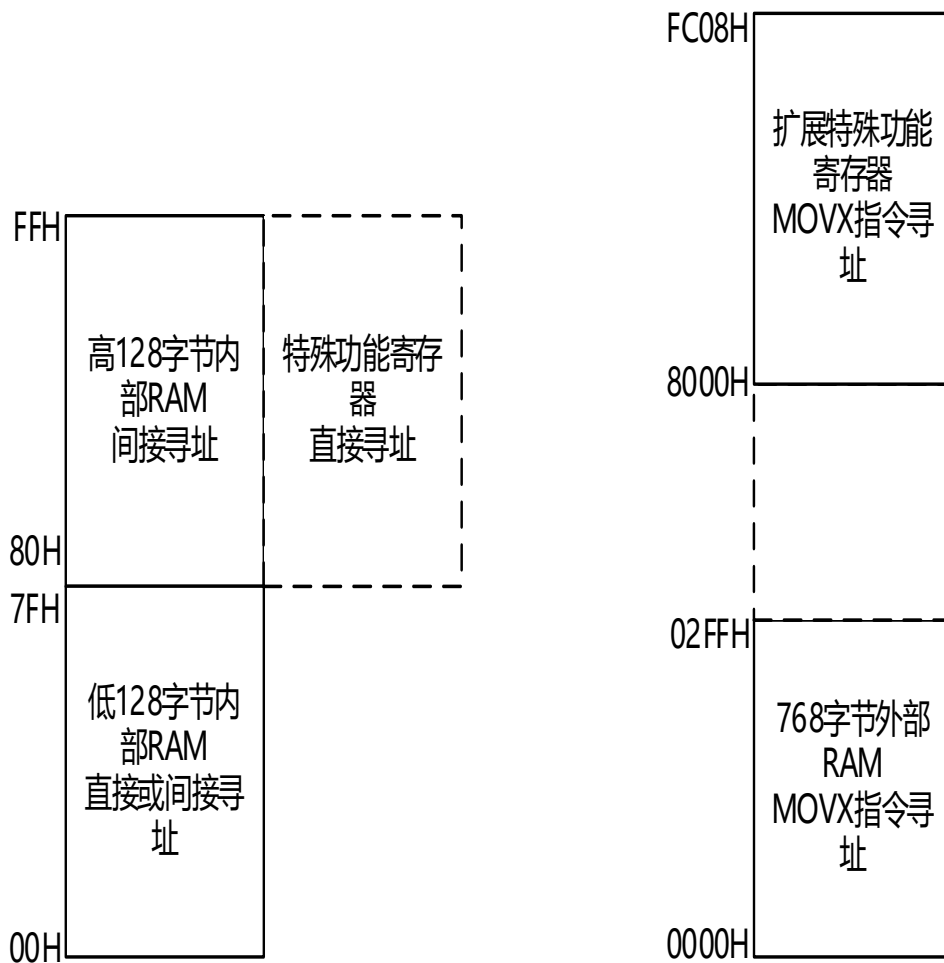 FFH
高128字节内
部RAM
间接寻址
特殊功能寄存
器
直接寻址
80H
7FH
低128字节内
部RAM
直接或间接寻
址
00H
FC08H
扩展特殊功能
寄存器
MOVX指令寻
址
8000H
02FFH
768字节外部
RAM
MOVX指令寻
址
0000H